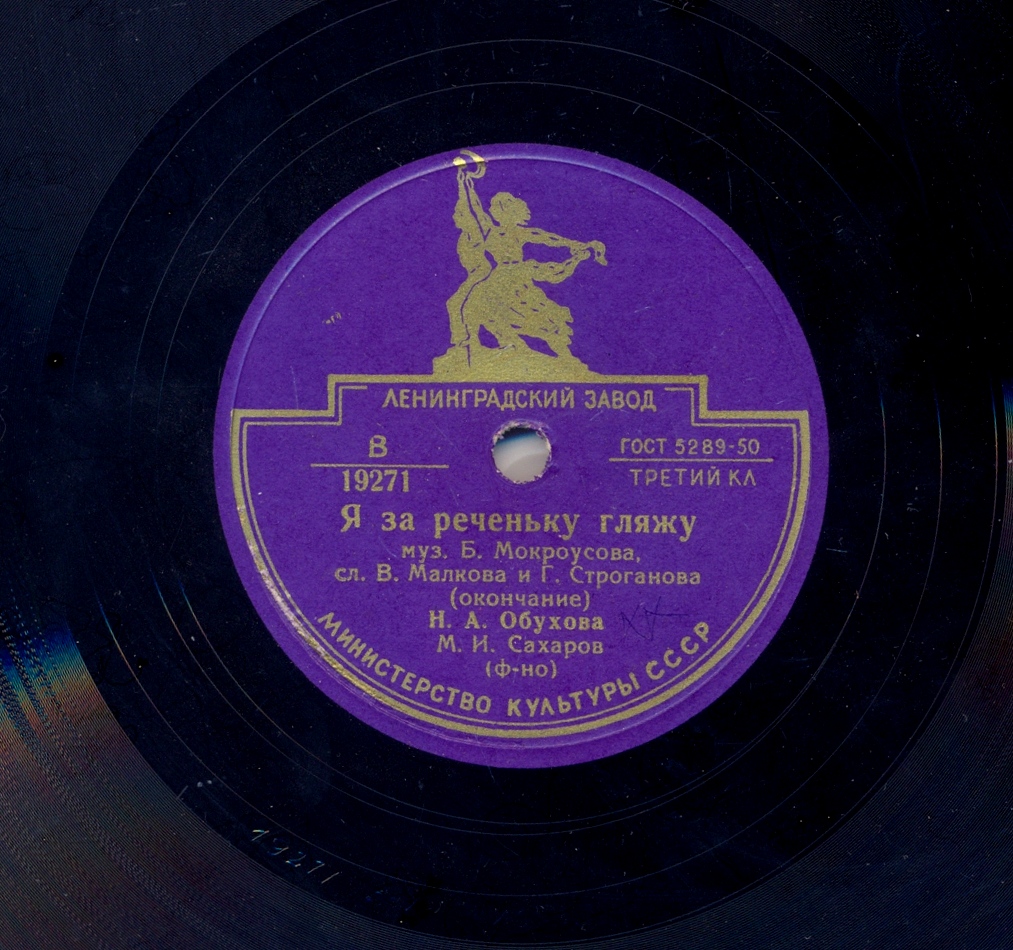 ЛЕНИНГРАДСКИЙ ЗАВОД
В
19271
ГОСТ 5289-50
ТРЕТИЙ КЛ
Я за реченьку гляжу
муз. Б. Мокроусова,
сл. В. Малкова и Г. Строганова
(окончание)
Н. А. Обухова
М. И. Сахаров
(ф-но)
МИНИСТЕРСТВО КУЛЬТУРЫ СССР
19271